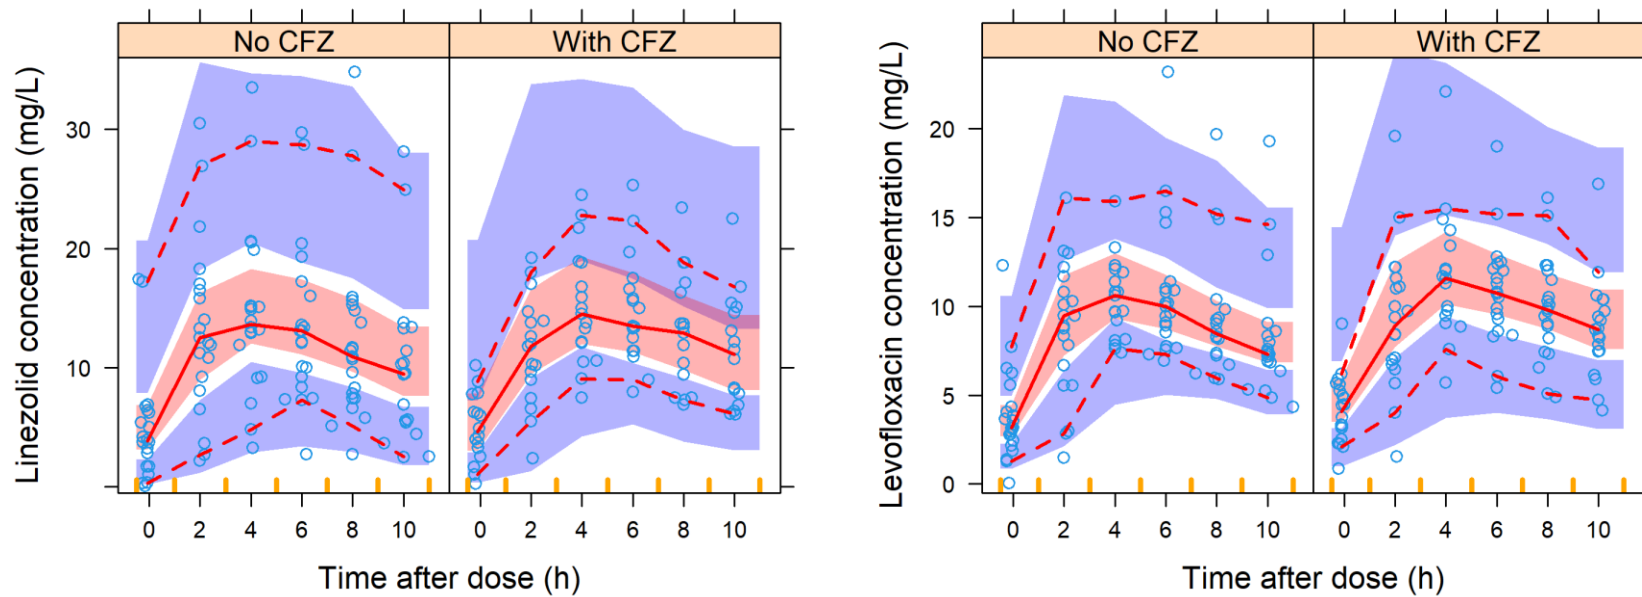 No CFZ With CFZ
Linezolid concentration (mg/L)
30
20
10
0 2 4 6 8 10 0 2 4 6 8 10
Time after dose (h)
No CFZ With CFZ
Levofloxacin concentration (mg/L)
20
15
10
5
0
0 2 4 6 8 10 0 2 4 6 8 10
Time after dose (h)